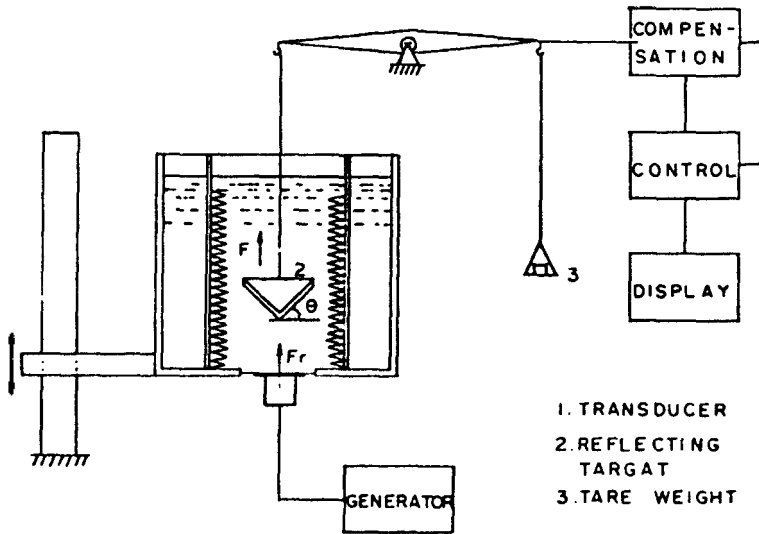 COMPEN-
SATION
CONTROL
DISPLAY
F
2
θ
Fr
3
GENERATOR
1. TRANSDUCER
2. REFLECTING
TARGAT
3. TARE WEIGHT